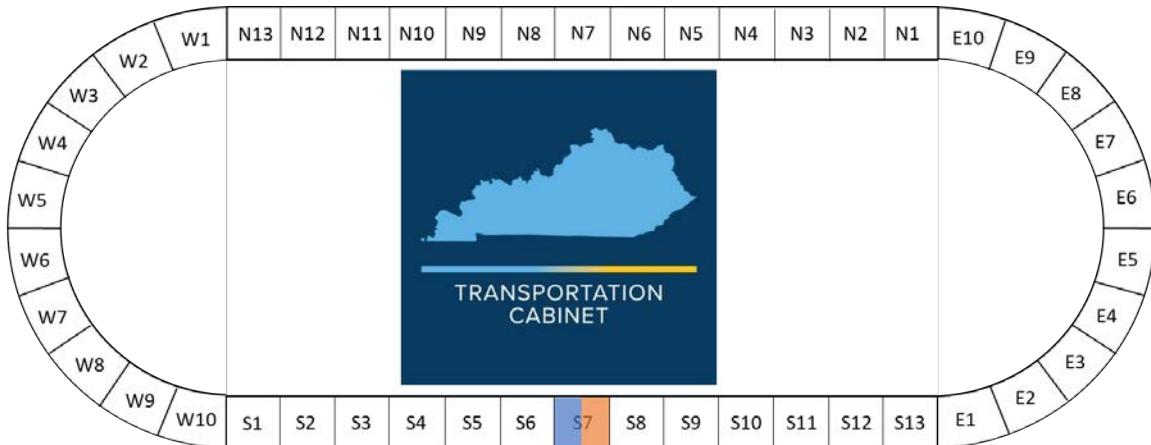 W1 N13 N12 N11 N10 N9 N8 N7 N6 N5 N4 N3 N2 N1 E10
W2 E9
W3 E8
W4 E7
W5 E6
W6 E5
TRANSPORTATION
CABINET
W7 E4
W8 E3
W9 E2
W10 S1 S2 S3 S4 S5 S6 S7 S8 S9 S10 S11 S12 S13 E1